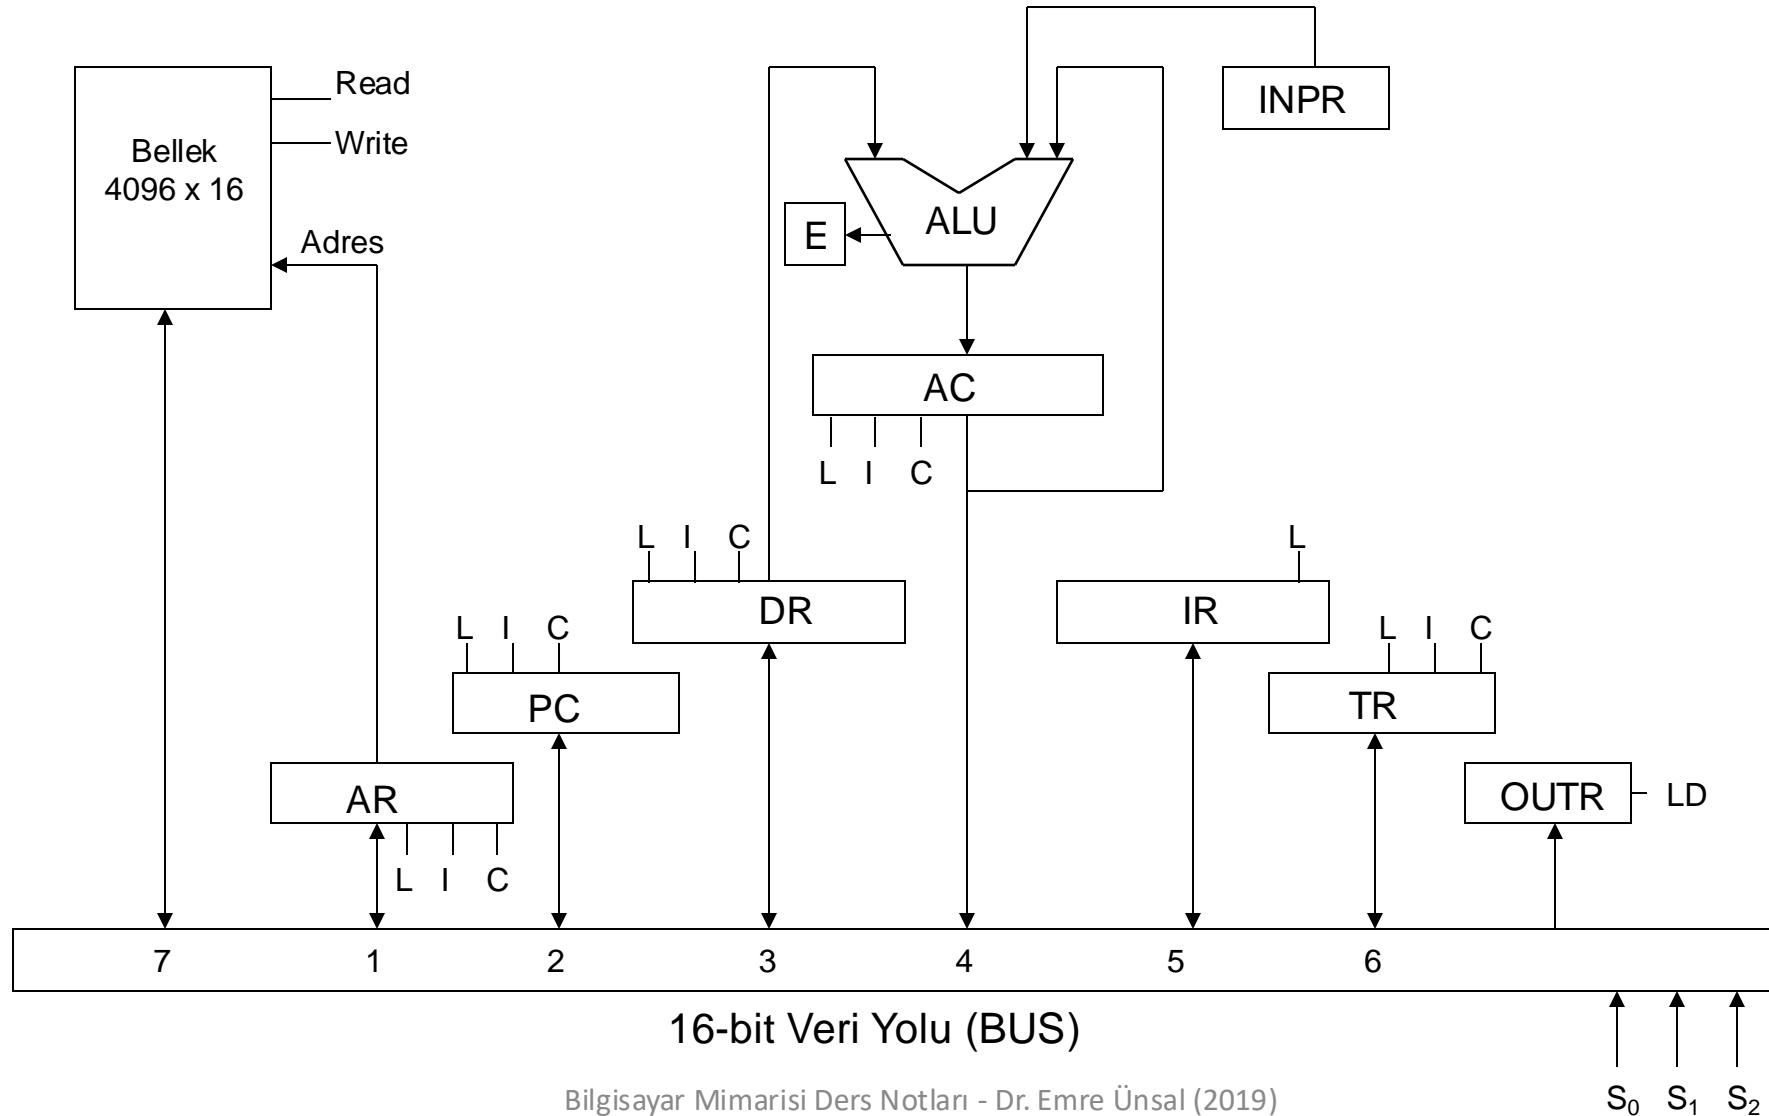 Read
Write
Bellek
4096 x 16
Adres
INPR
ALU
E
AC
L I C
L I C
DR
L
IR
L I C
PC
L I C
TR
AR
L I C
OUTR LD
7 1 2 3 4 5 6
16-bit Veri Yolu (BUS)
S0 S1 S2
Bilgisayar Mimarisi Ders Notları - Dr. Emre Ünsal (2019)